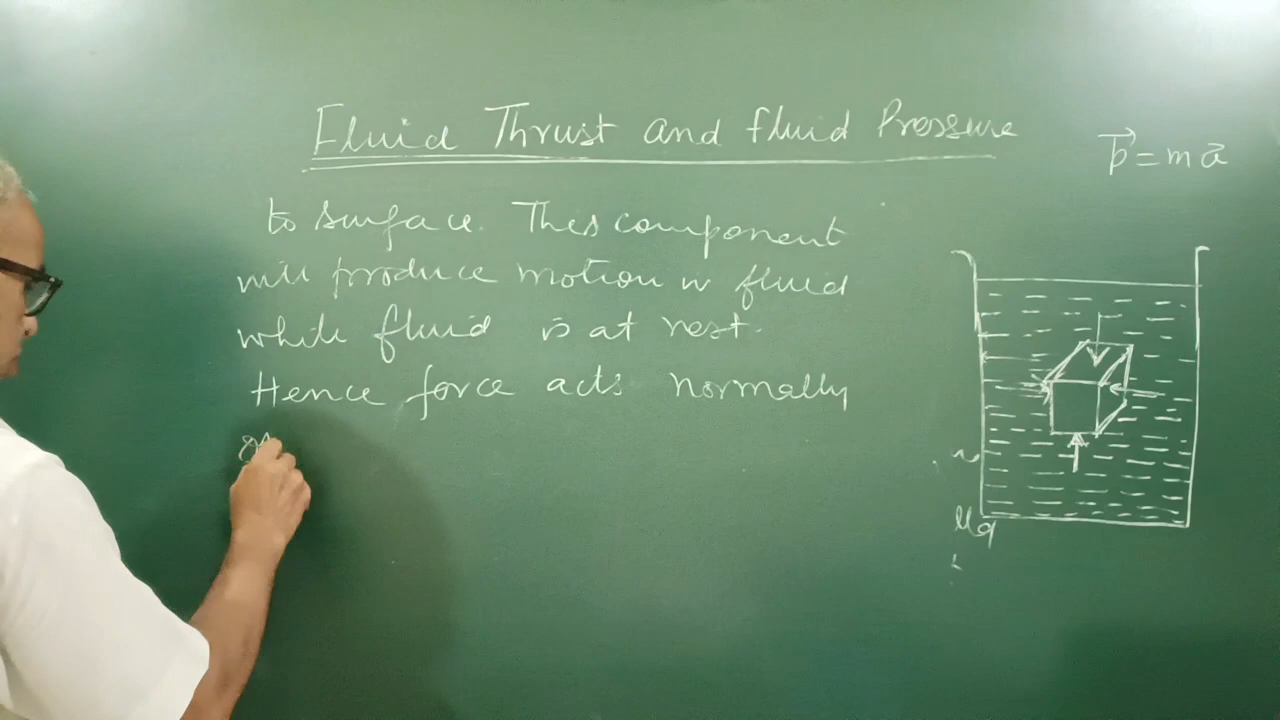 Fluid Thrust and fluid Pressure
p⃗ = m a⃗
to surface. This component
will produce motion in fluid
while fluid is at rest.
Hence force acts normally
on